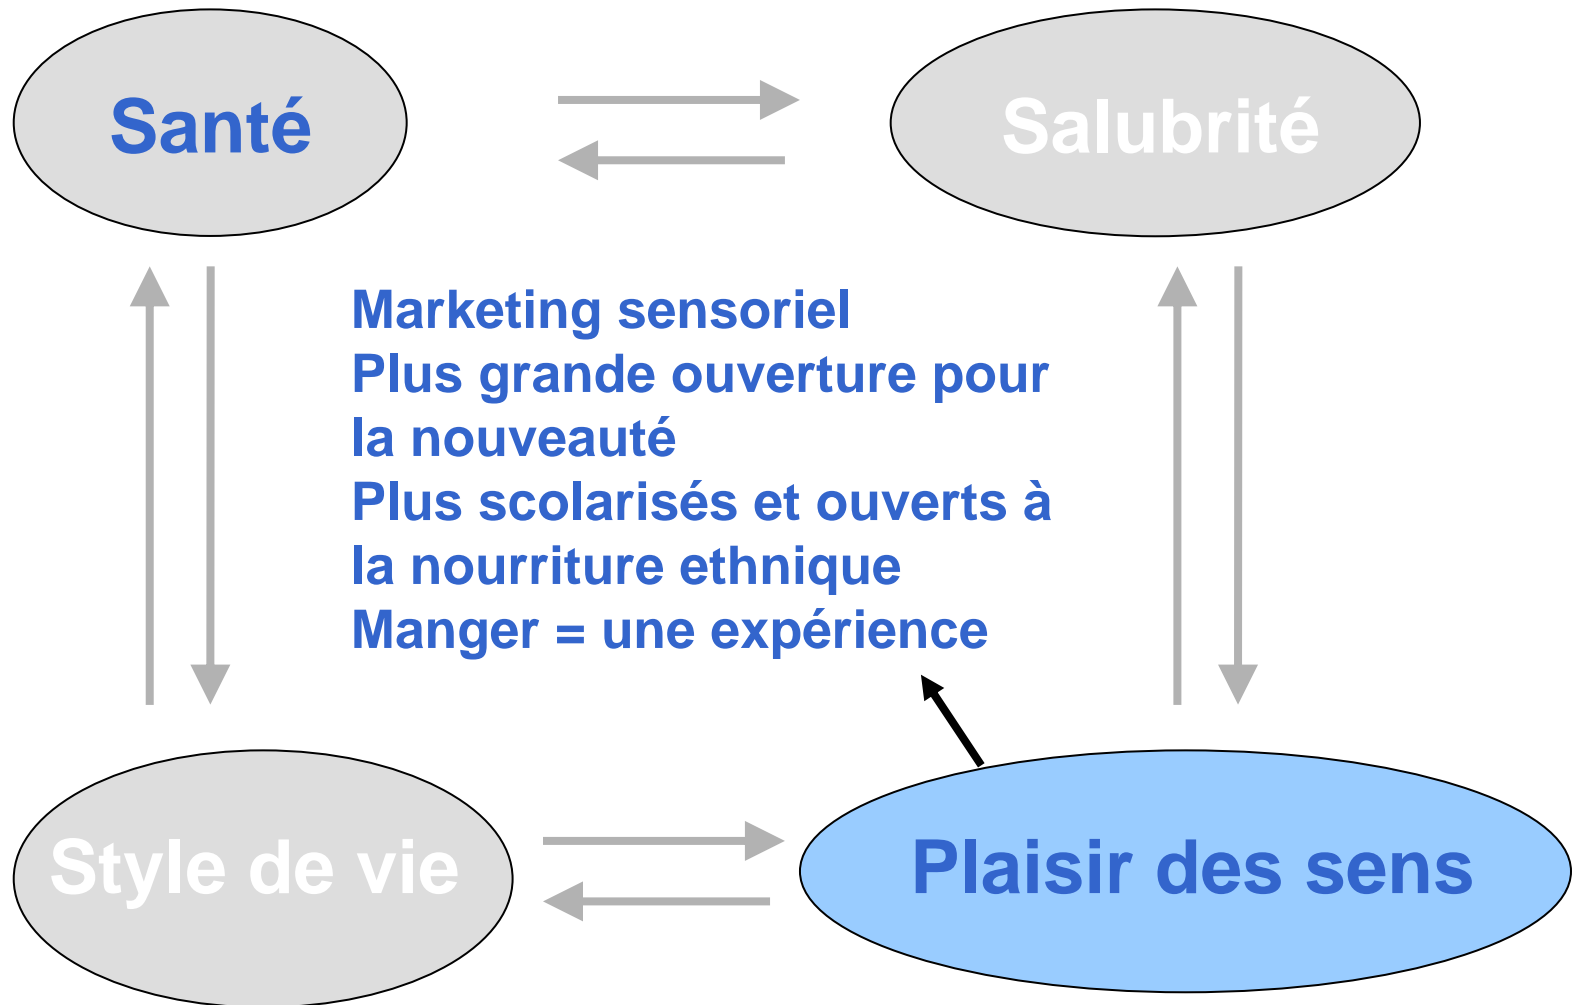 Santé
Salubrité
Marketing sensoriel
Plus grande ouverture pour
la nouveauté
Plus scolarisés et ouverts à
la nourriture ethnique
Manger = une expérience
Style de vie
Plaisir des sens